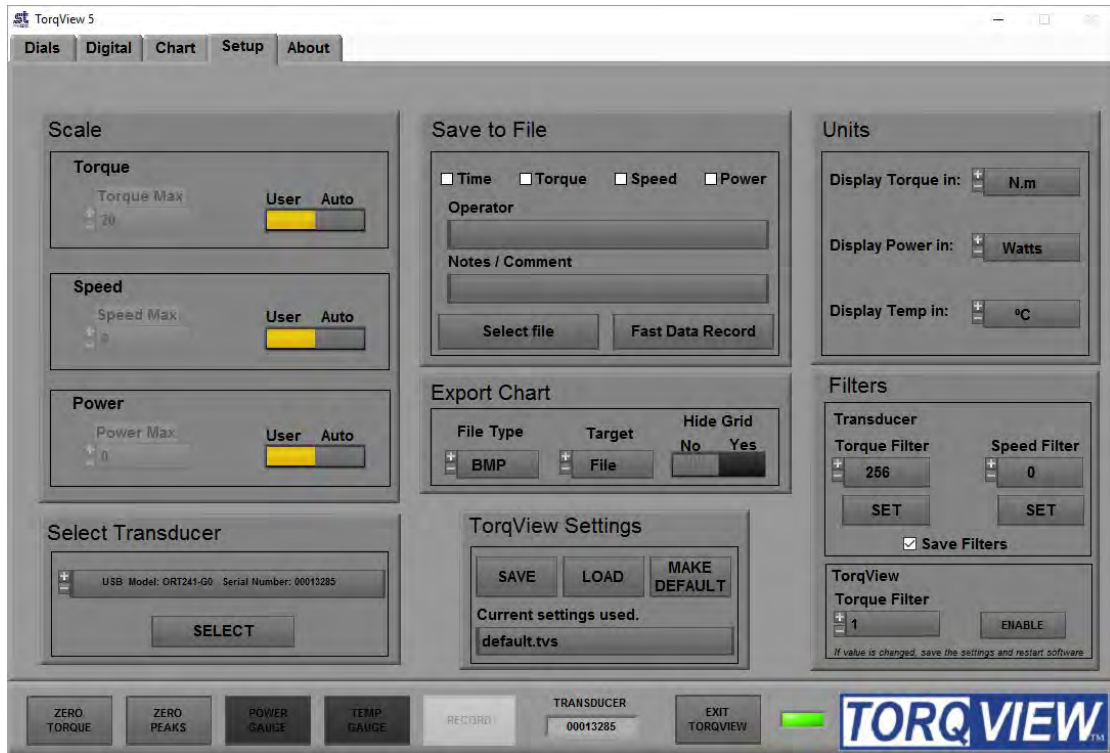 st TorqView 5
Dials Digital Chart Setup About
Scale
Torque
Torque Max
20
User Auto
Speed
Speed Max
0
User Auto
Power
Power Max
0
User Auto
Select Transducer
USB Model: ORT241-G0 Serial Number: 00013285
SELECT
Save to File
Time Torque Speed Power
Operator
Notes / Comment
Select file Fast Data Record
Export Chart
File Type Target Hide Grid
No Yes
BMP File
TorqView Settings
SAVE LOAD MAKE DEFAULT
Current settings used.
default.tvs
Units
Display Torque in: N.m
Display Power in: Watts
Display Temp in: ºC
Filters
Transducer
Torque Filter Speed Filter
256 0
SET SET
Save Filters
TorqView
Torque Filter
1 ENABLE
If value is changed, save the settings and restart software
ZERO TORQUE
ZERO PEAKS
POWER GAUGE
TEMP GAUGE
RECORD
TRANSDUCER
00013285
EXIT TORQVIEW
TORQVIEW TM